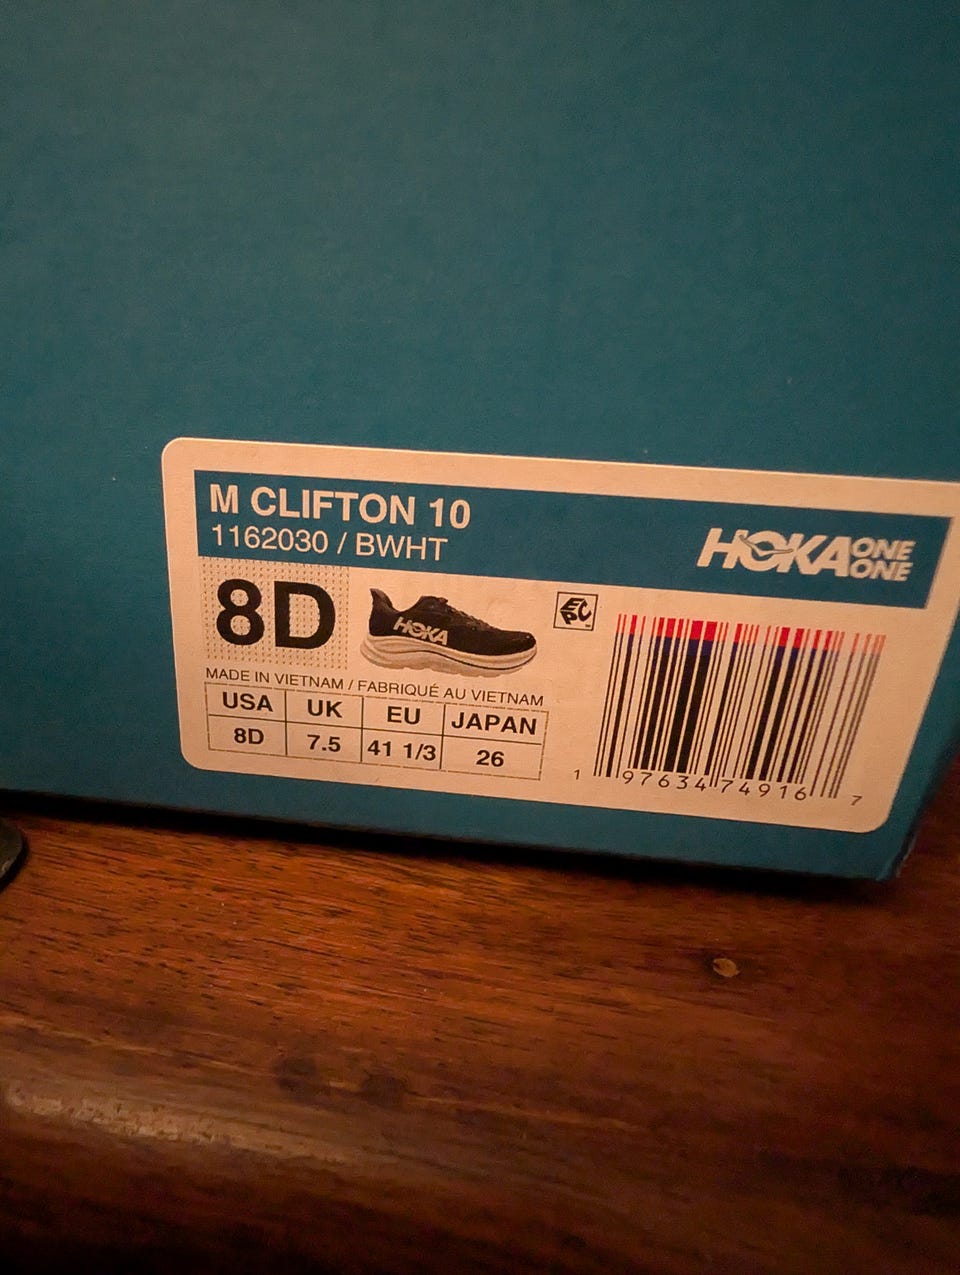 M CLIFTON 10
1162030 / BWHT
HOKA ONE ONE
8D
HOKA
EPC
MADE IN VIETNAM / FABRIQUÉ AU VIETNAM
USA UK EU JAPAN
8D 7.5 41 1/3 26
1 97634 74916 7